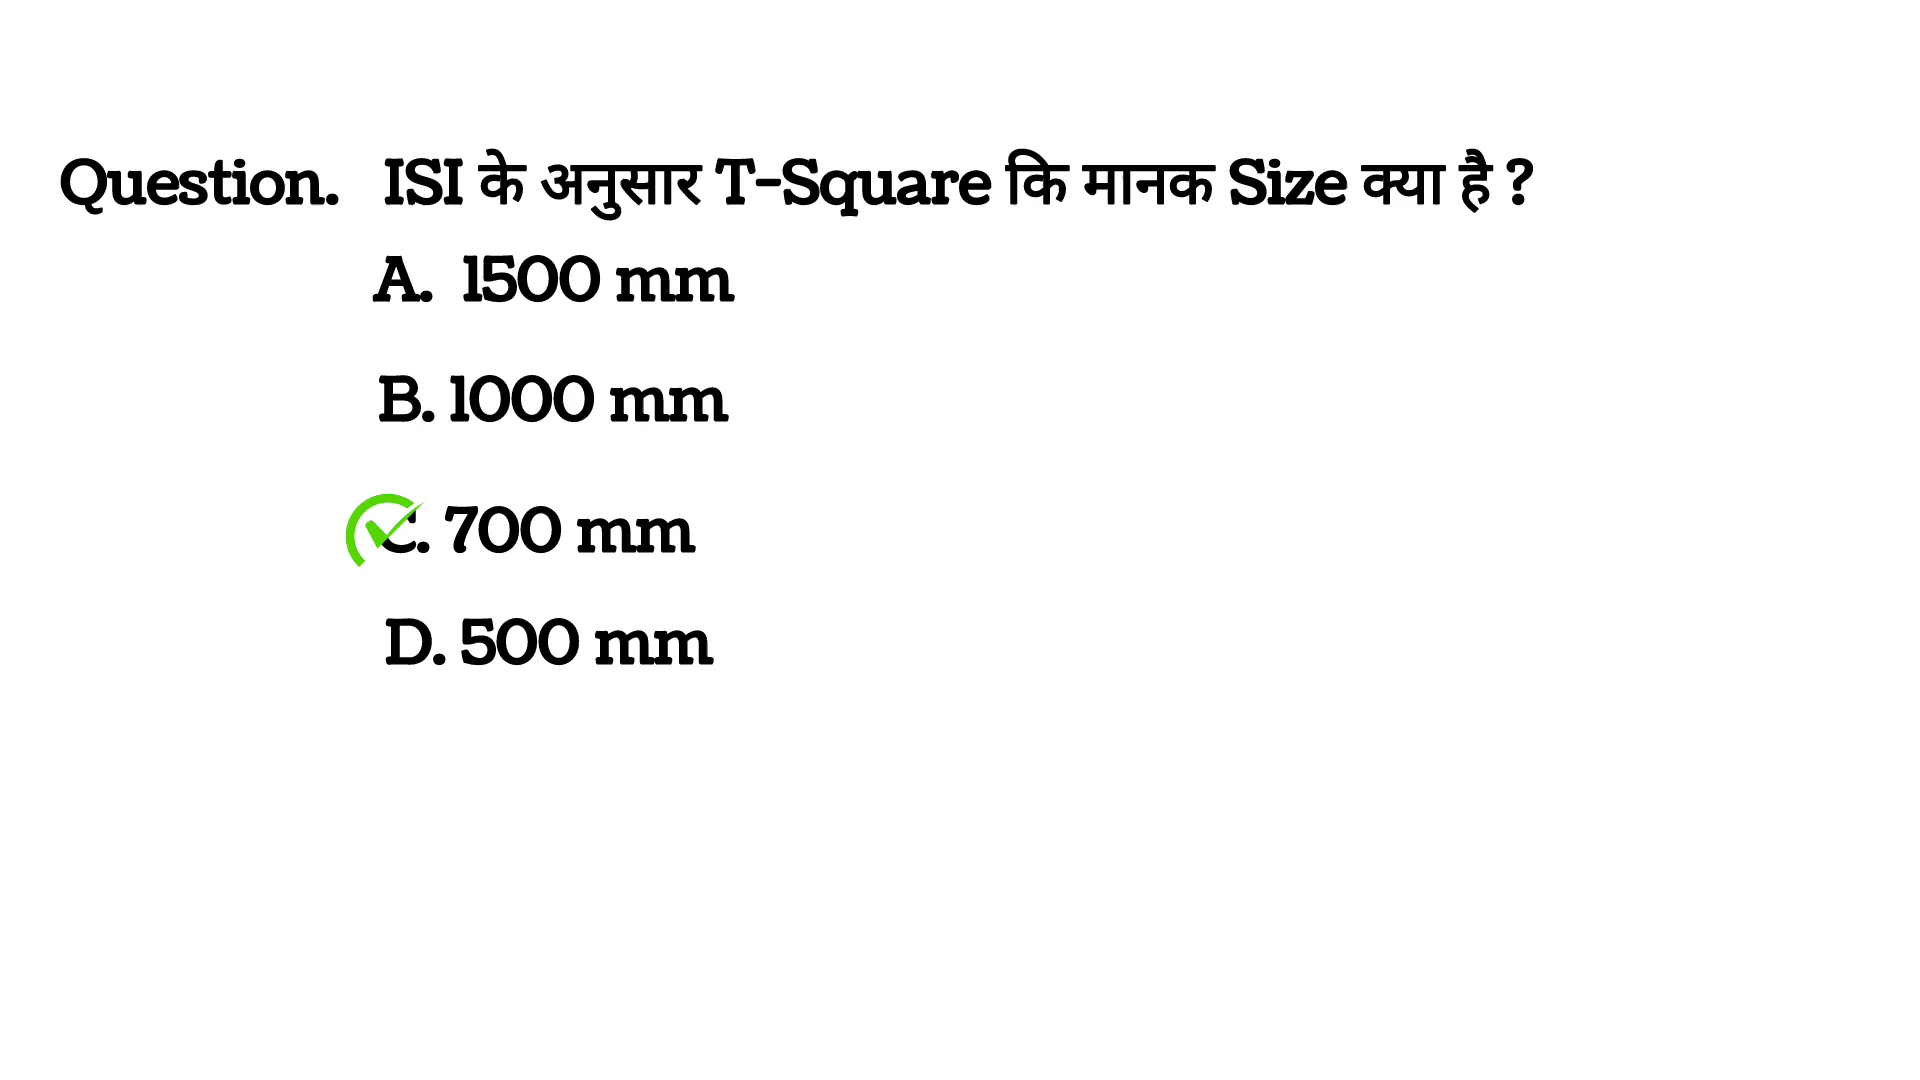 Question. ISI के अनुसार T-Square कि मानक Size क्या है ?
A. 1500 mm
B. 1000 mm
C. 700 mm
D. 500 mm